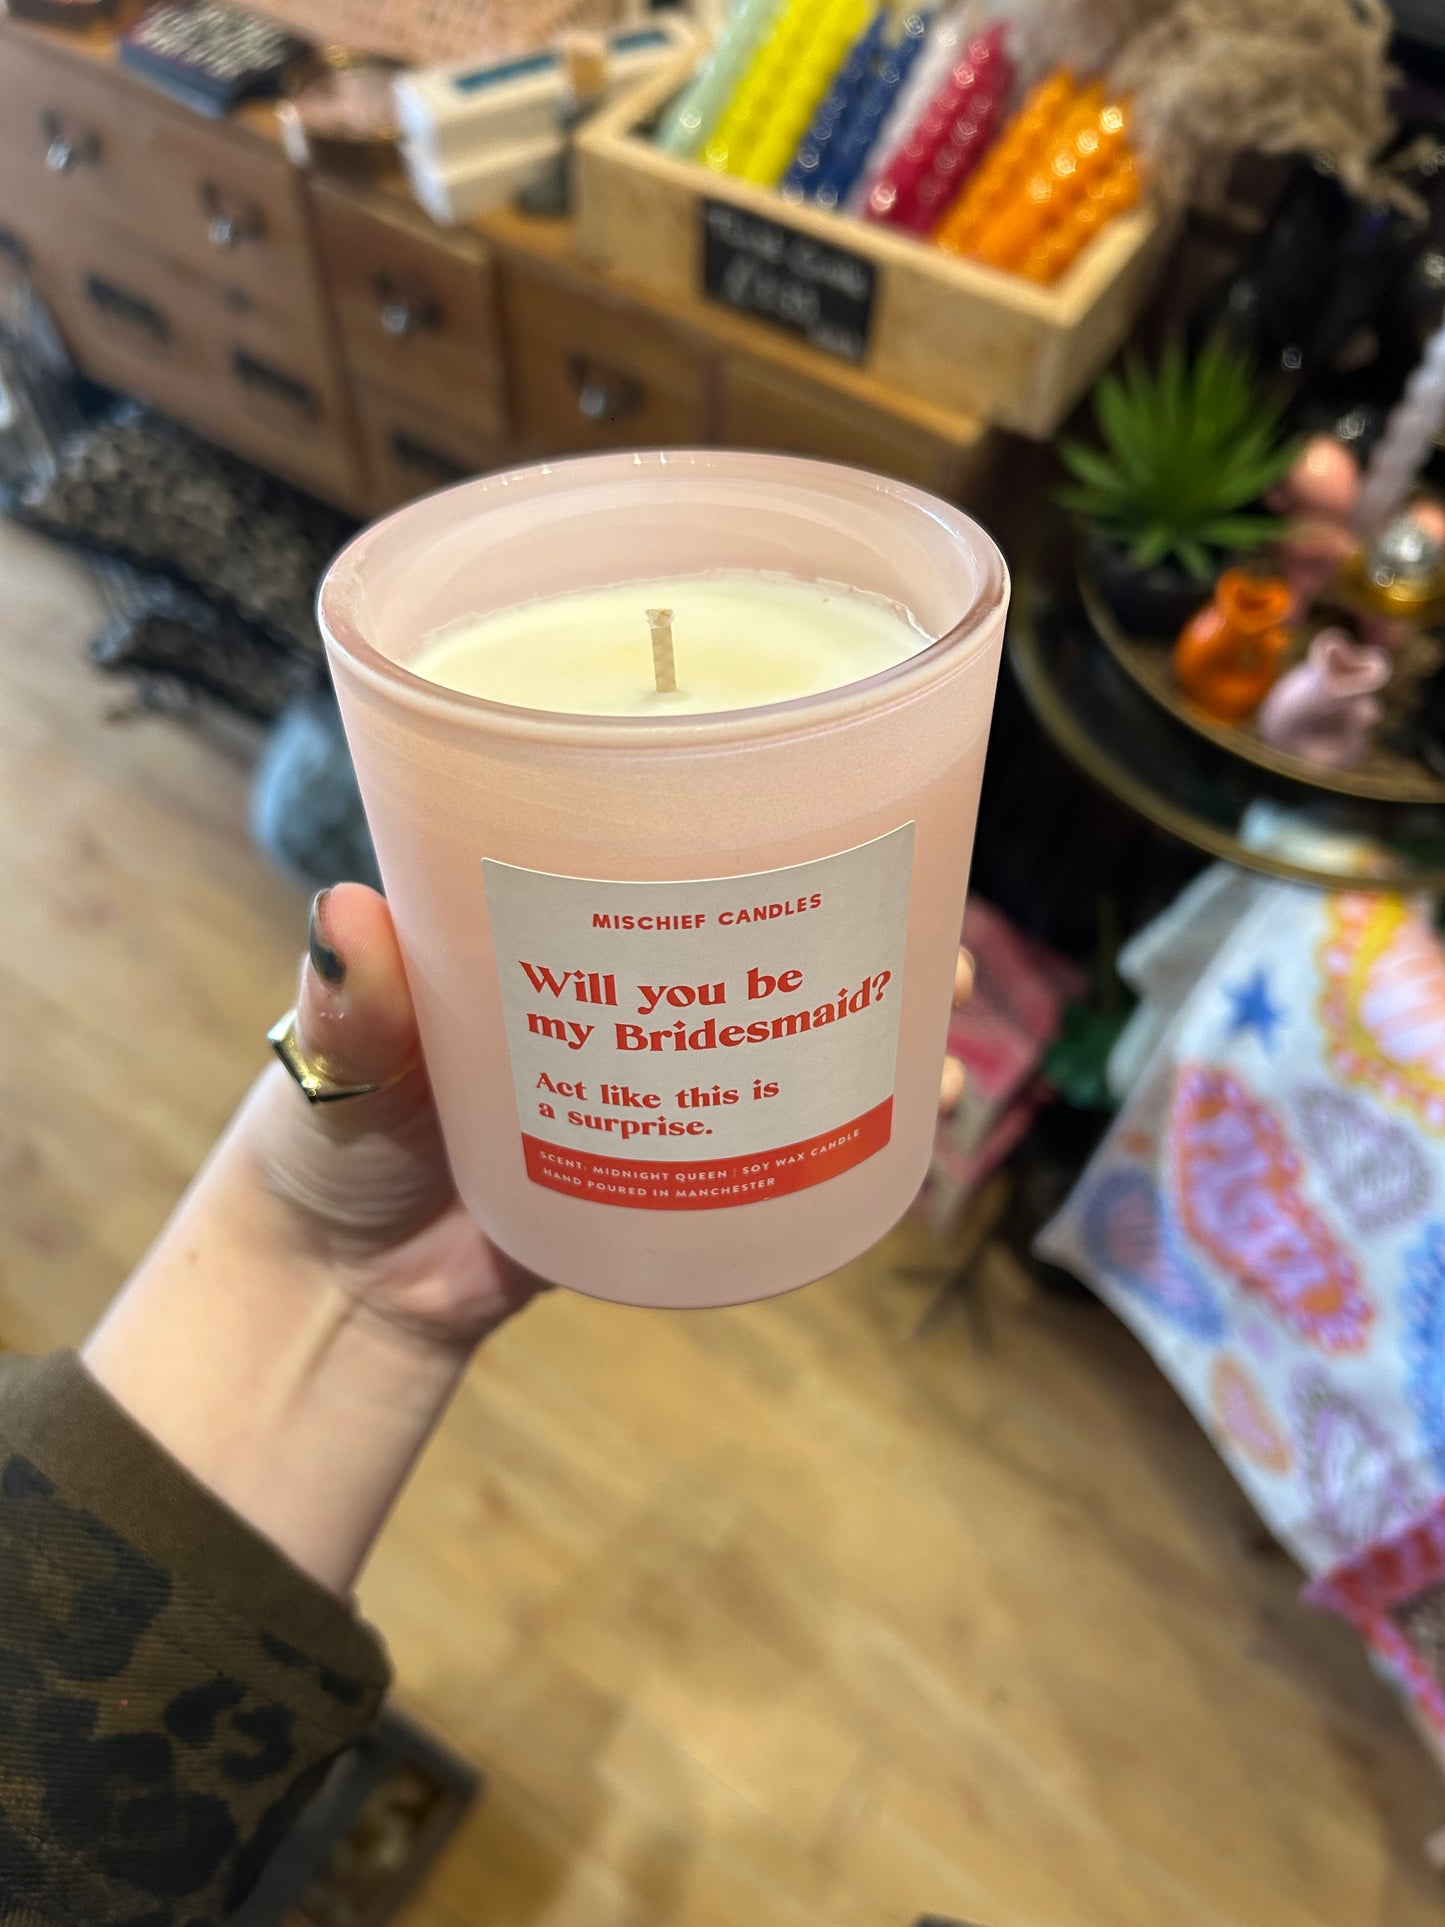 MISCHIEF CANDLES
Will you be
my Bridesmaid?
Act like this is
a surprise.
SCENT: MIDNIGHT QUEEN | SOY WAX CANDLE
HAND POURED IN MANCHESTER